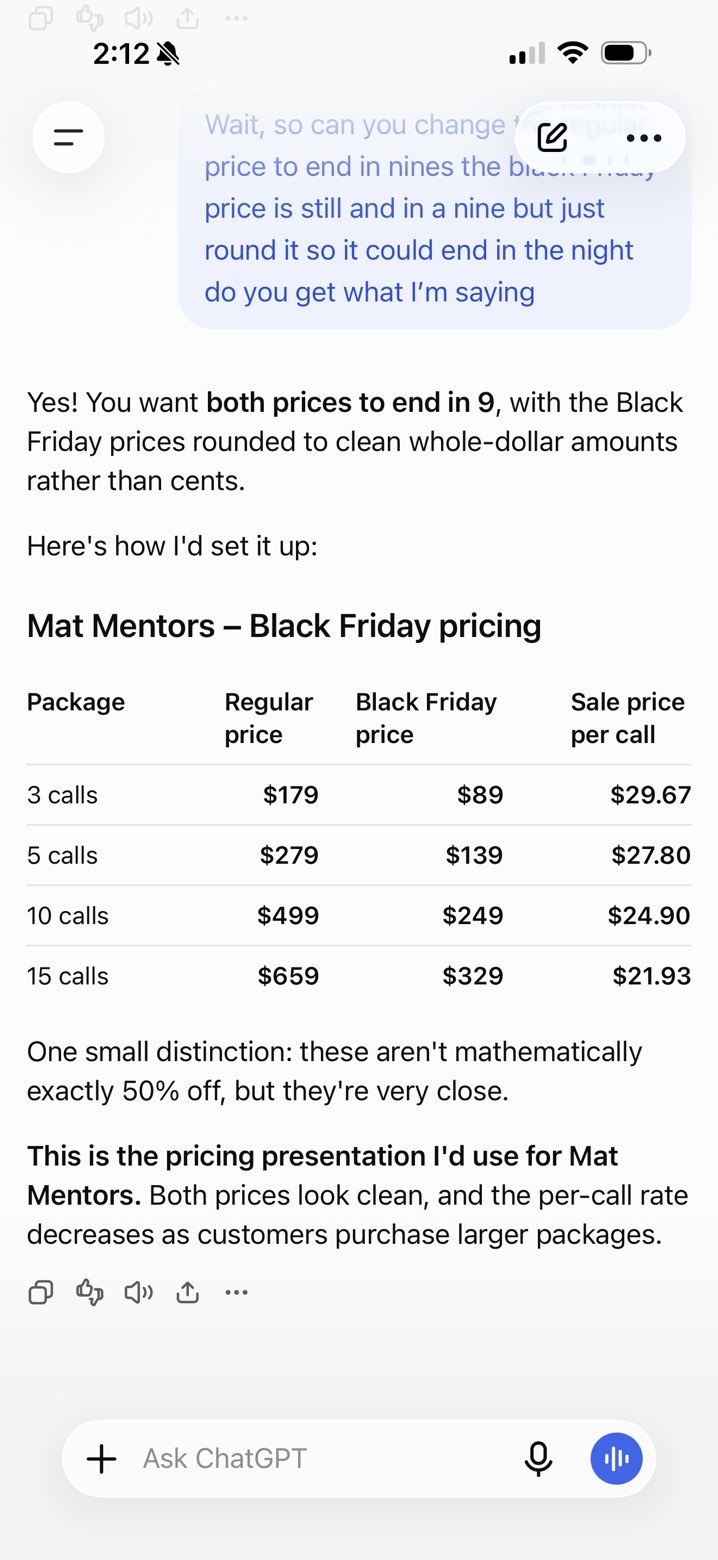 2:12
Wait, so can you change
price to end in nines the black Friday
price is still and in a nine but just
round it so it could end in the night
do you get what I'm saying
Yes! You want both prices to end in 9, with the Black
Friday prices rounded to clean whole-dollar amounts
rather than cents.
Here's how I'd set it up:
Mat Mentors – Black Friday pricing
Package Regular price Black Friday price Sale price per call
3 calls $179 $89 $29.67
5 calls $279 $139 $27.80
10 calls $499 $249 $24.90
15 calls $659 $329 $21.93
One small distinction: these aren't mathematically
exactly 50% off, but they're very close.
This is the pricing presentation I'd use for Mat
Mentors. Both prices look clean, and the per-call rate
decreases as customers purchase larger packages.
Ask ChatGPT